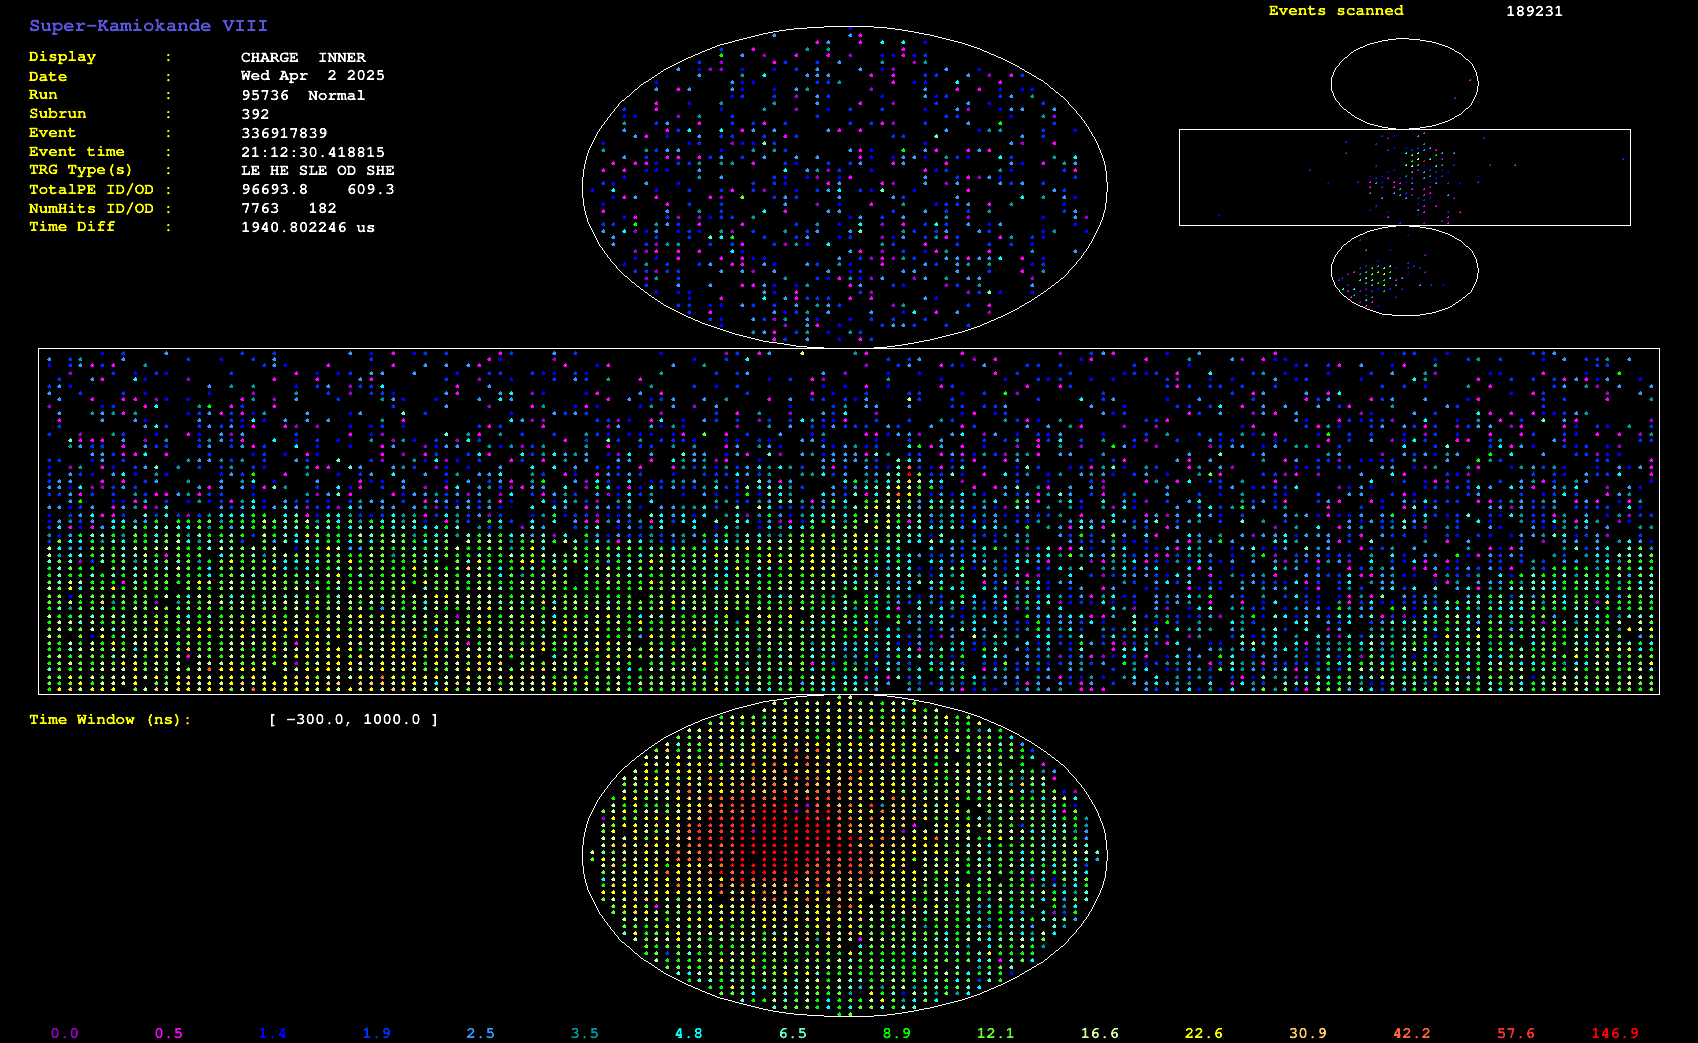 Super-Kamiokande VIII
Events scanned 189231
Display : CHARGE INNER
Date : Wed Apr 2 2025
Run : 95736 Normal
Subrun : 392
Event : 336917839
Event time : 21:12:30.418815
TRG Type(s) : LE HE SLE OD SHE
TotalPE ID/OD : 96693.8 609.3
NumHits ID/OD : 7763 182
Time Diff : 1940.802246 us
Time Window (ns): [ -300.0, 1000.0 ]
0.0 0.5 1.4 1.9 2.5 3.5 4.8 6.5 8.9 12.1 16.6 22.6 30.9 42.2 57.6 146.9